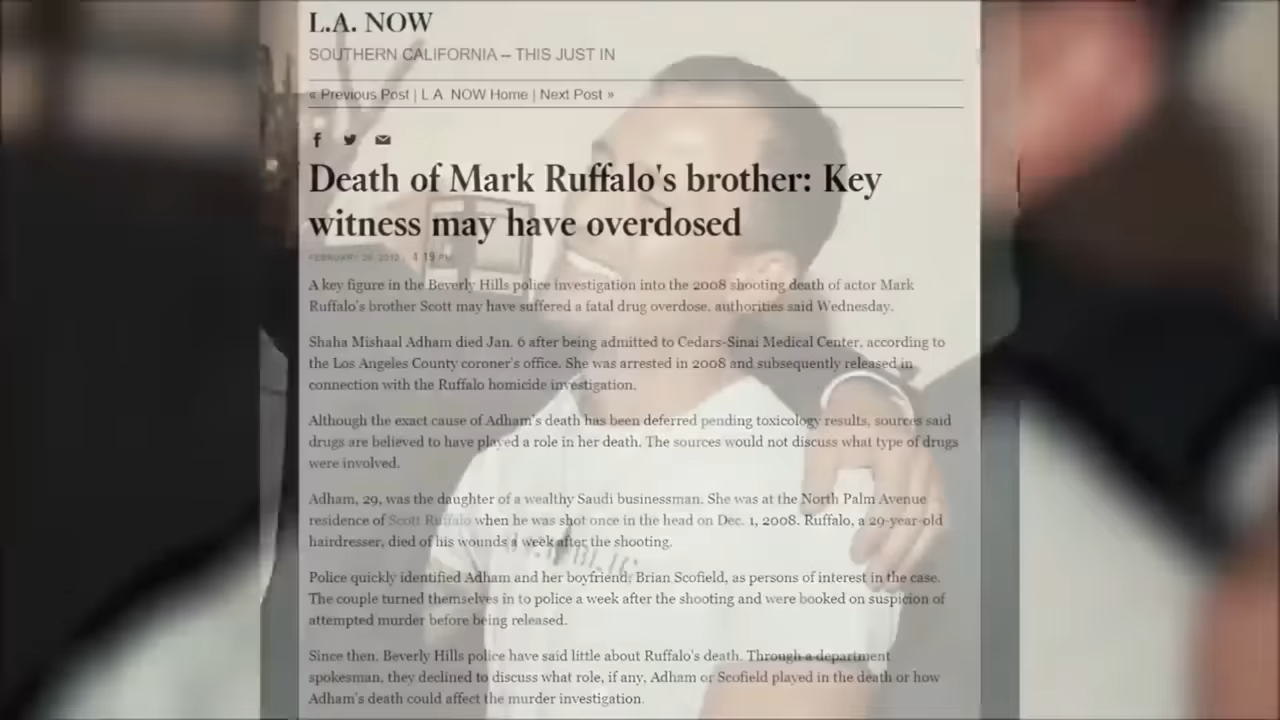 L.A. NOW
SOUTHERN CALIFORNIA -- THIS JUST IN
« Previous Post | L.A. NOW Home | Next Post »
Death of Mark Ruffalo's brother: Key
witness may have overdosed
4:19 PM
A key figure in the Beverly Hills police investigation into the 2008 shooting death of actor Mark
Ruffalo's brother Scott may have suffered a fatal drug overdose, authorities said Wednesday.
Shaha Mishaal Adham died Jan. 6 after being admitted to Cedars-Sinai Medical Center, according to
the Los Angeles County coroner's office. She was arrested in 2008 and subsequently released in
connection with the Ruffalo homicide investigation.
Although the exact cause of Adham's death has been deferred pending toxicology results, sources said
drugs are believed to have played a role in her death. The sources would not discuss what type of drugs
were involved.
Adham, 29, was the daughter of a wealthy Saudi businessman. She was at the North Palm Avenue
residence of Scott Ruffalo when he was shot once in the head on Dec. 1, 2008. Ruffalo, a 29-year-old
hairdresser, died of his wounds a week after the shooting.
Police quickly identified Adham and her boyfriend, Brian Scofield, as persons of interest in the case.
The couple turned themselves in to police a week after the shooting and were booked on suspicion of
attempted murder before being released.
Since then, Beverly Hills police have said little about Ruffalo's death. Through a department
spokesman, they declined to discuss what role, if any, Adham or Scofield played in the death or how
Adham's death could affect the murder investigation.